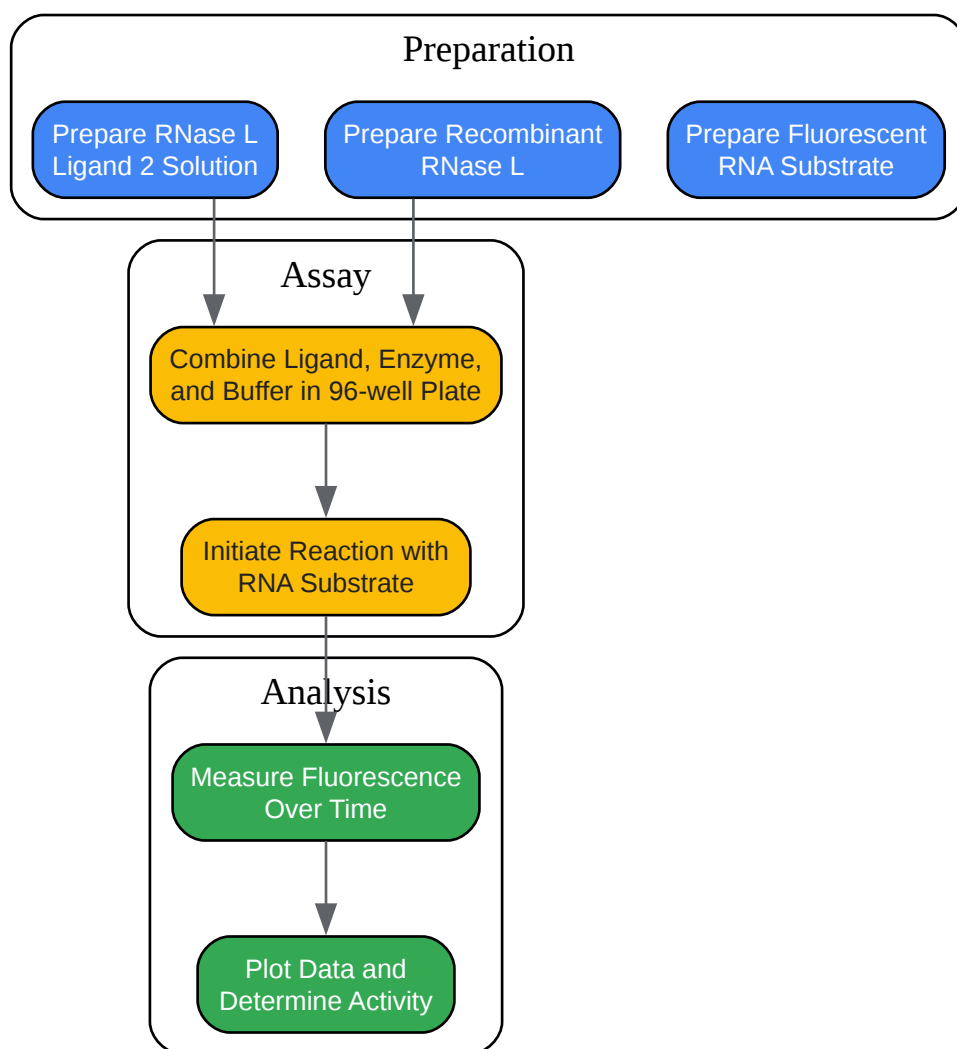 Preparation
Prepare RNase L
Ligand 2 Solution
Prepare Recombinant
RNase L
Prepare Fluorescent
RNA Substrate
Assay
Combine Ligand, Enzyme,
and Buffer in 96-well Plate
Initiate Reaction with
RNA Substrate
Analysis
Measure Fluorescence
Over Time
Plot Data and
Determine Activity